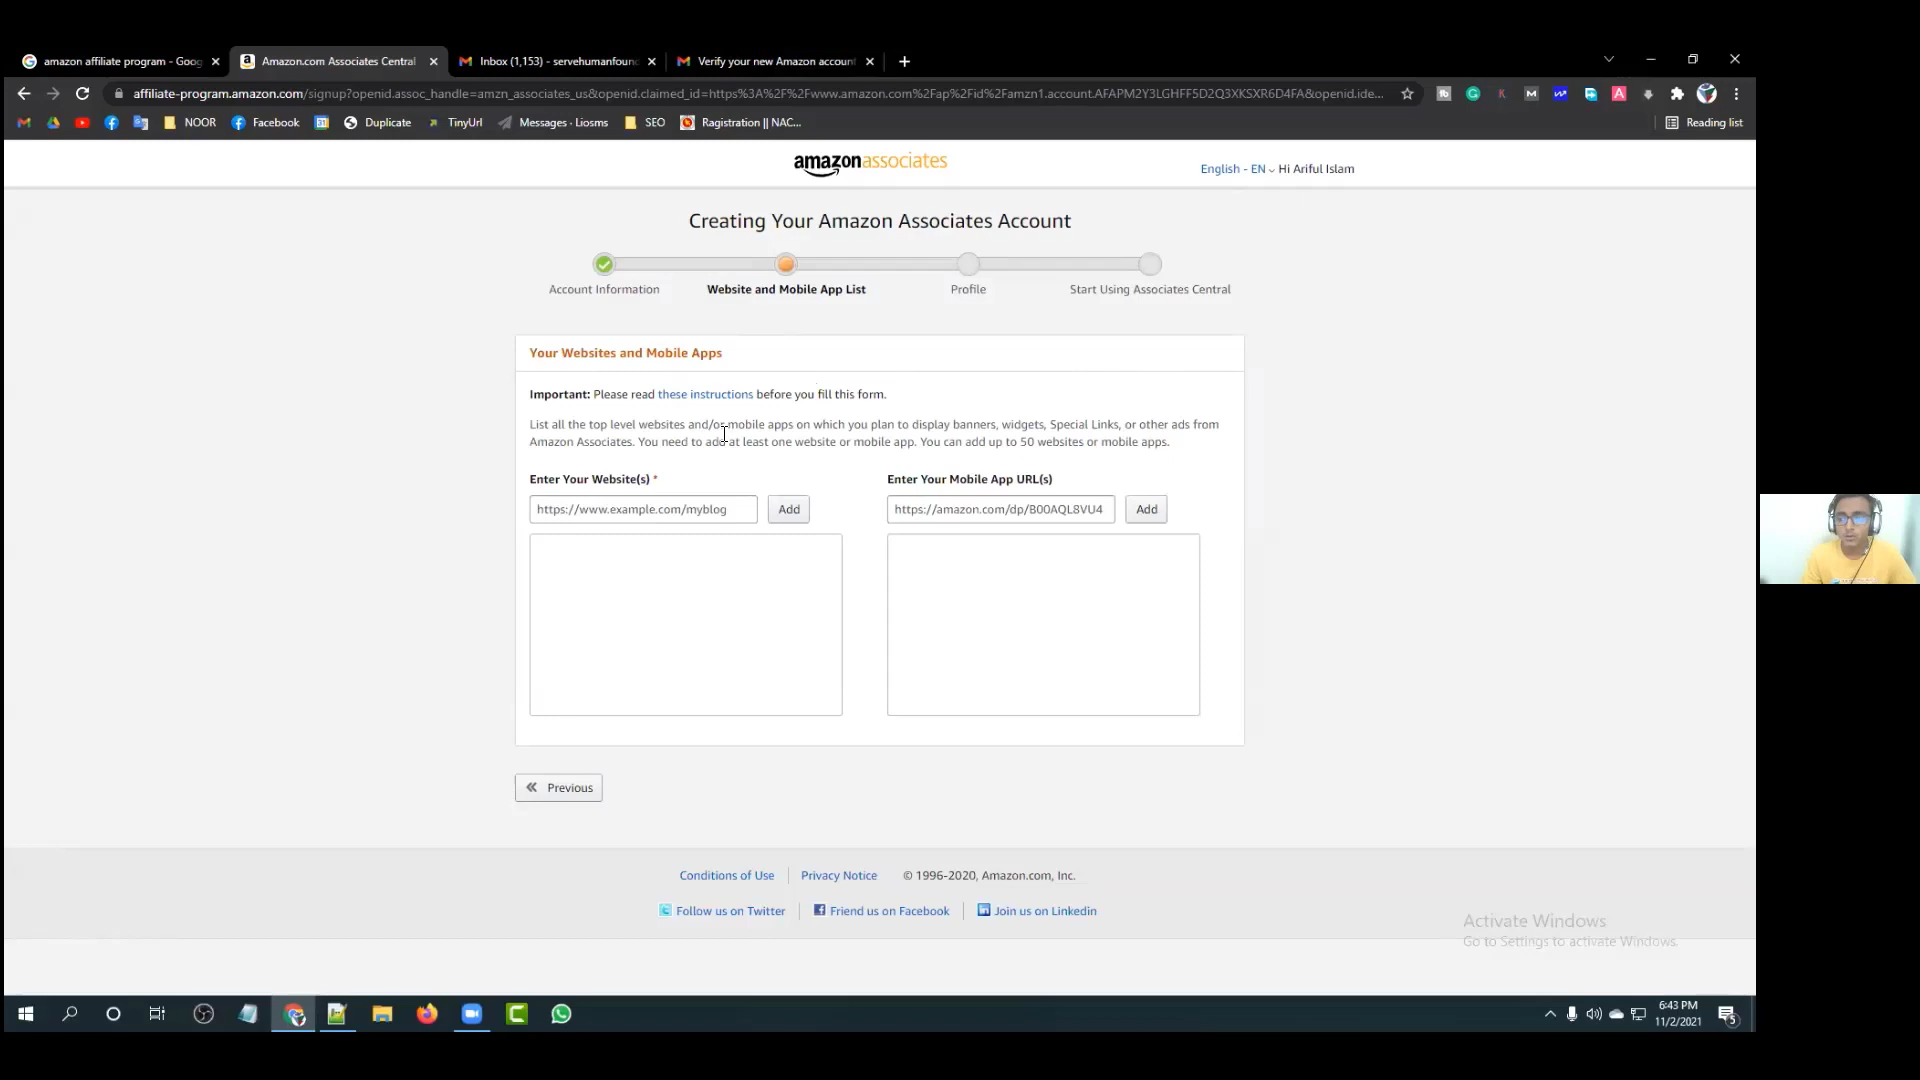 amazon affiliate program - Goog
Amazon.com Associates Central
Inbox (1,153) - servehumanfoun
Verify your new Amazon account
affiliate-program.amazon.com/signup?openid.assoc_handle=amzn_associates_us&openid.claimed_id=https%3A%2F%2Fwww.amazon.com%2Fap%2Fid%2Famzn1.account.AFAPM2Y3LGHFF5D2Q3XKSXR6D4FA&openid.ide...
NOOR
Facebook
Duplicate
TinyUrl
Messages · Liosms
SEO
Ragistration || NAC...
Reading list
amazonassociates
English - EN
Hi Ariful Islam
Creating Your Amazon Associates Account
Account Information
Website and Mobile App List
Profile
Start Using Associates Central
Your Websites and Mobile Apps
Important: Please read these instructions before you fill this form.
List all the top level websites and/or mobile apps on which you plan to display banners, widgets, Special Links, or other ads from
Amazon Associates. You need to add at least one website or mobile app. You can add up to 50 websites or mobile apps.
Enter Your Website(s) *
Enter Your Mobile App URL(s)
https://www.example.com/myblog
Add
https://amazon.com/dp/B00AQL8VU4
Add
Previous
Conditions of Use
Privacy Notice
© 1996-2020, Amazon.com, Inc.
Follow us on Twitter
Friend us on Facebook
Join us on Linkedin
Activate Windows
Go to Settings to activate Windows.
6:43 PM
11/2/2021
5